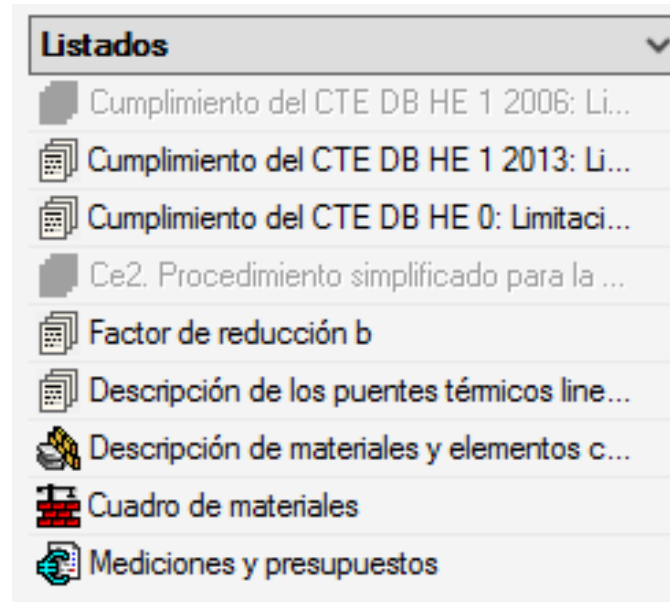 Listados
Cumplimiento del CTE DB HE 1 2006: Li...
Cumplimiento del CTE DB HE 1 2013: Li...
Cumplimiento del CTE DB HE 0: Limitaci...
Ce2. Procedimiento simplificado para la ...
Factor de reducción b
Descripción de los puentes térmicos line...
Descripción de materiales y elementos c...
Cuadro de materiales
Mediciones y presupuestos